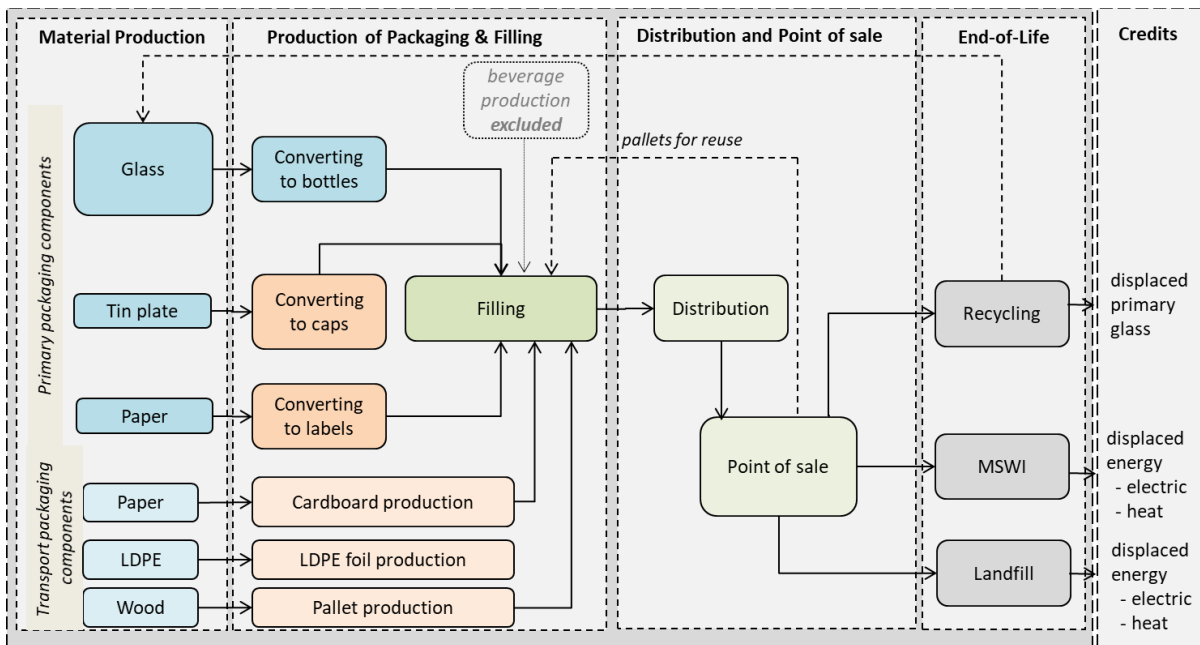 Material Production
Production of Packaging & Filling
Distribution and Point of sale
End-of-Life
Credits
beverage
production
excluded
pallets for reuse
Primary packaging components
Glass
Converting
to bottles
Tin plate
Converting
to caps
Filling
Distribution
Recycling
displaced
primary
glass
Paper
Converting
to labels
Point of sale
MSWI
displaced
energy
- electric
- heat
Transport packaging
components
Paper
Cardboard production
LDPE
LDPE foil production
Wood
Pallet production
Landfill
displaced
energy
- electric
- heat